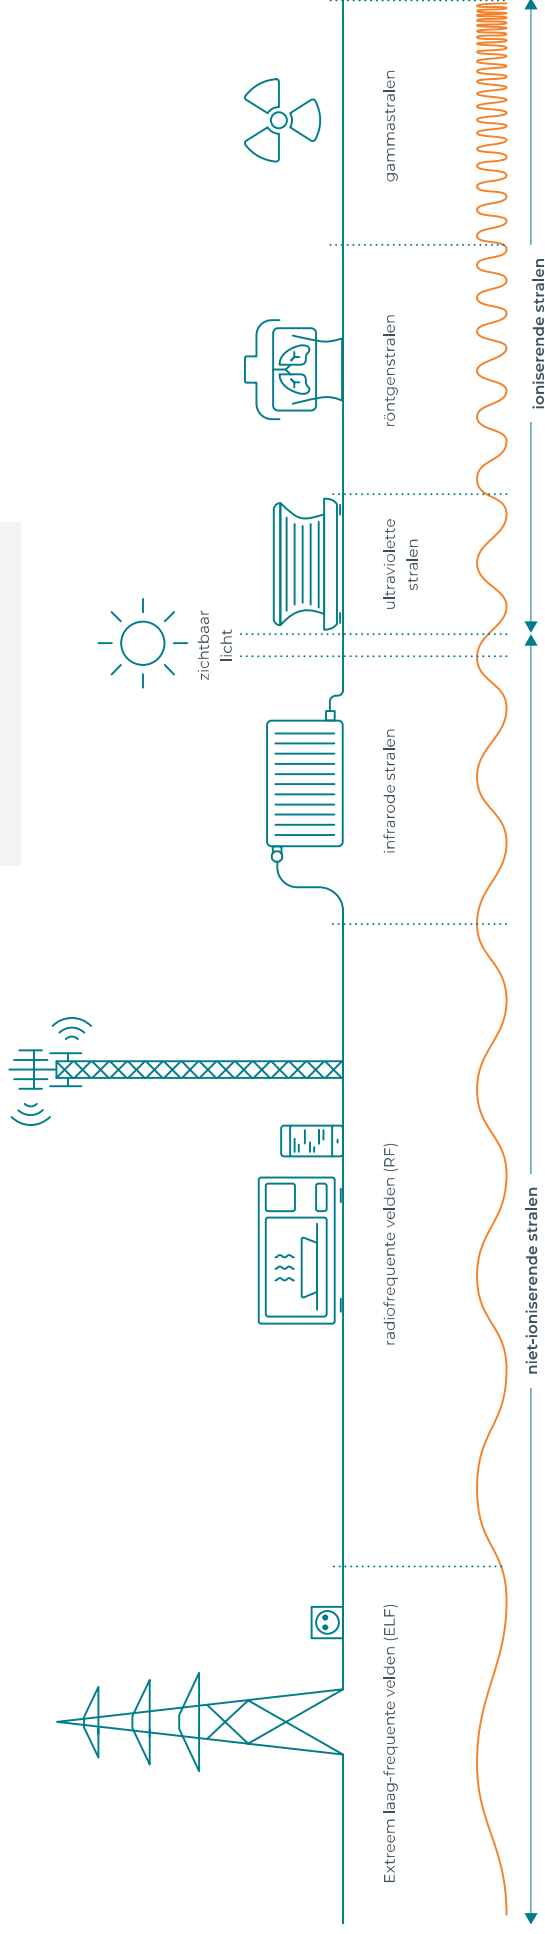 Extreem laag-frequente velden (ELF)
radiofrequente velden (RF)
infrarode stralen
zichtbaar
licht
ultraviolette
stralen
röntgenstralen
gammastralen
niet-ioniserende stralen
ioniserende stralen